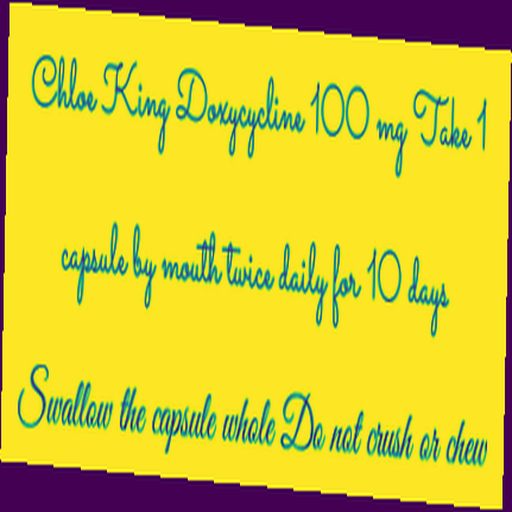 Chloe King Doxycycline 100 mg Take 1
capsule by mouth twice daily for 10 days
Swallow the capsule whole Do not crush or chew